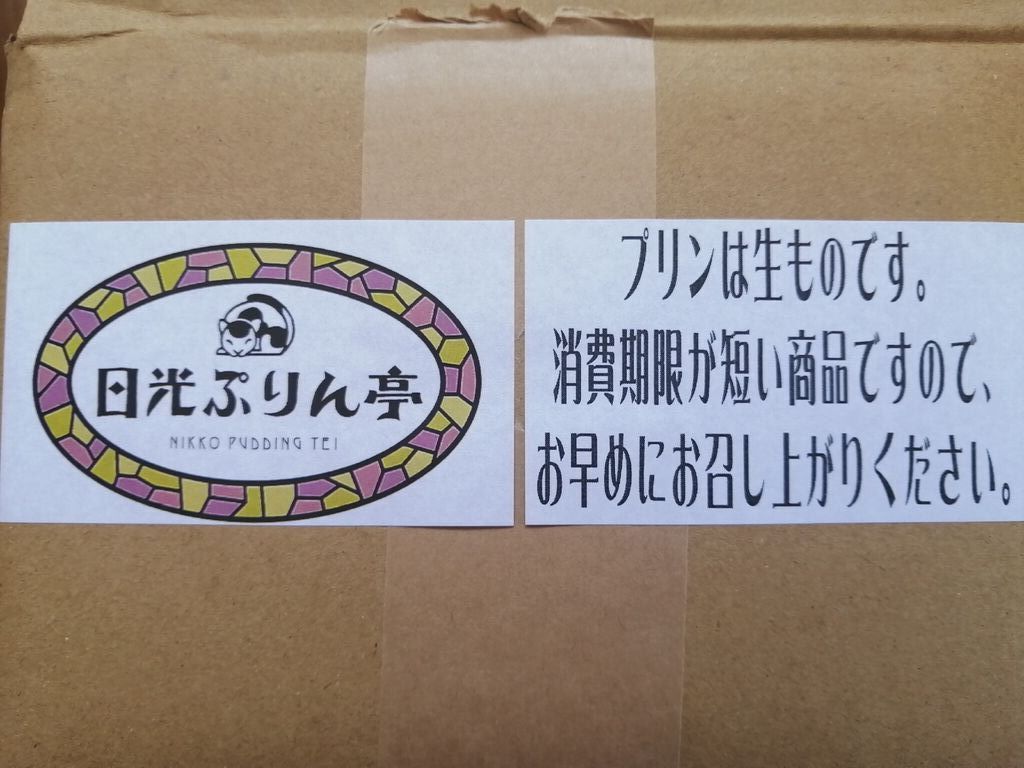 日光ぷりん亭
NIKKO PUDDING TEI
プリンは生ものです。
消費期限が短い商品ですので、
お早めにお召し上がりください。